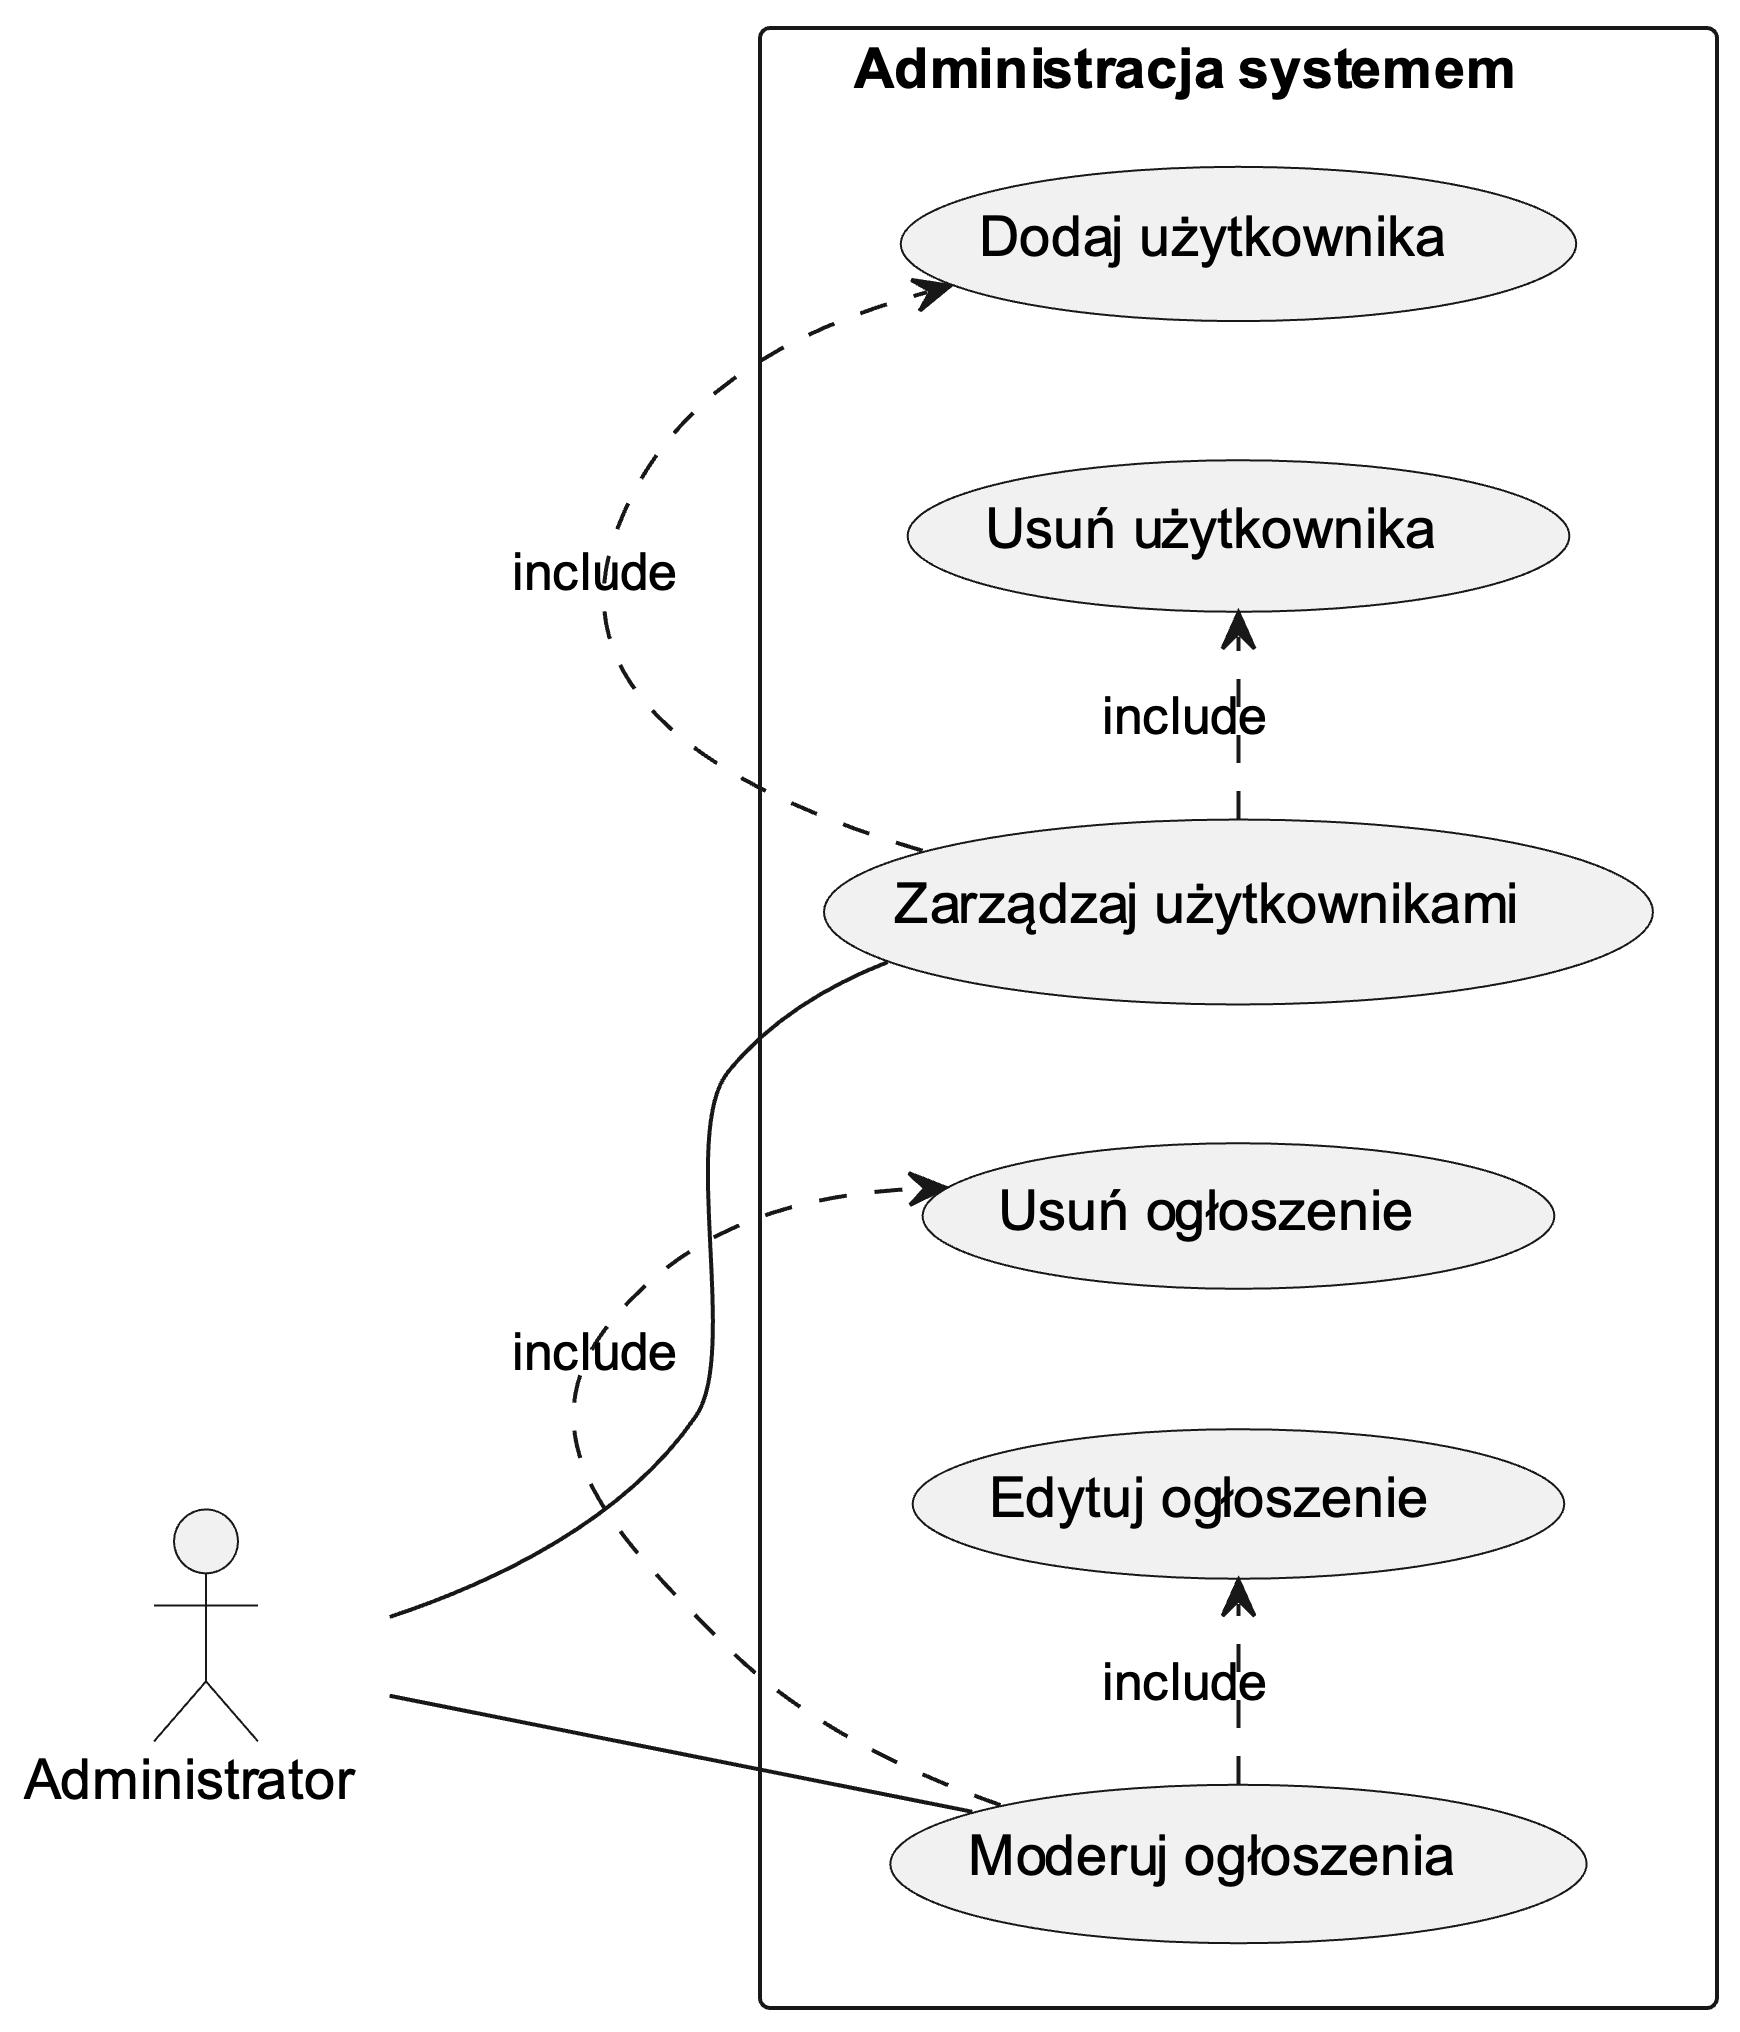 Administracja systemem
Dodaj użytkownika
Usuń użytkownika
include
include
Zarządzaj użytkownikami
Usuń ogłoszenie
include
Edytuj ogłoszenie
include
Administrator
Moderuj ogłoszenia